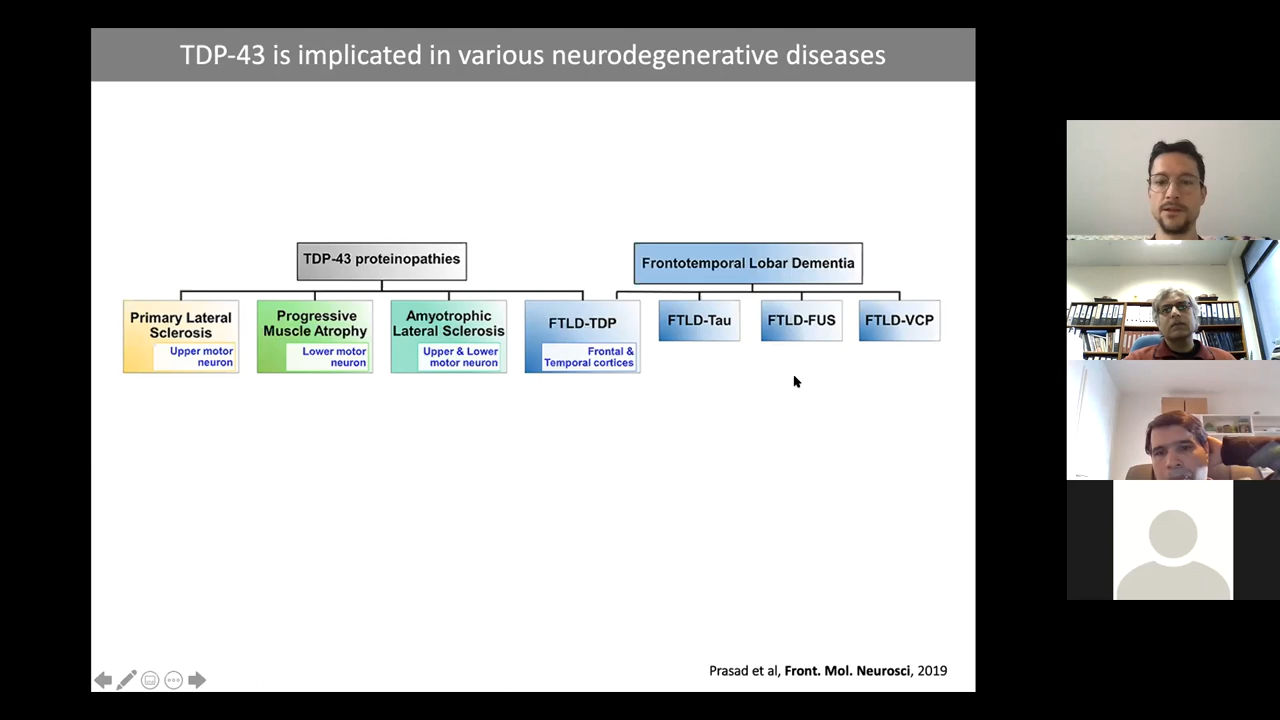 TDP-43 is implicated in various neurodegenerative diseases
TDP-43 proteinopathies
Frontotemporal Lobar Dementia
Primary Lateral
Sclerosis
Upper motor
neuron
Progressive
Muscle Atrophy
Lower motor
neuron
Amyotrophic
Lateral Sclerosis
Upper & Lower
motor neuron
FTLD-TDP
Frontal &
Temporal cortices
FTLD-Tau
FTLD-FUS
FTLD-VCP
Prasad et al, Front. Mol. Neurosci, 2019